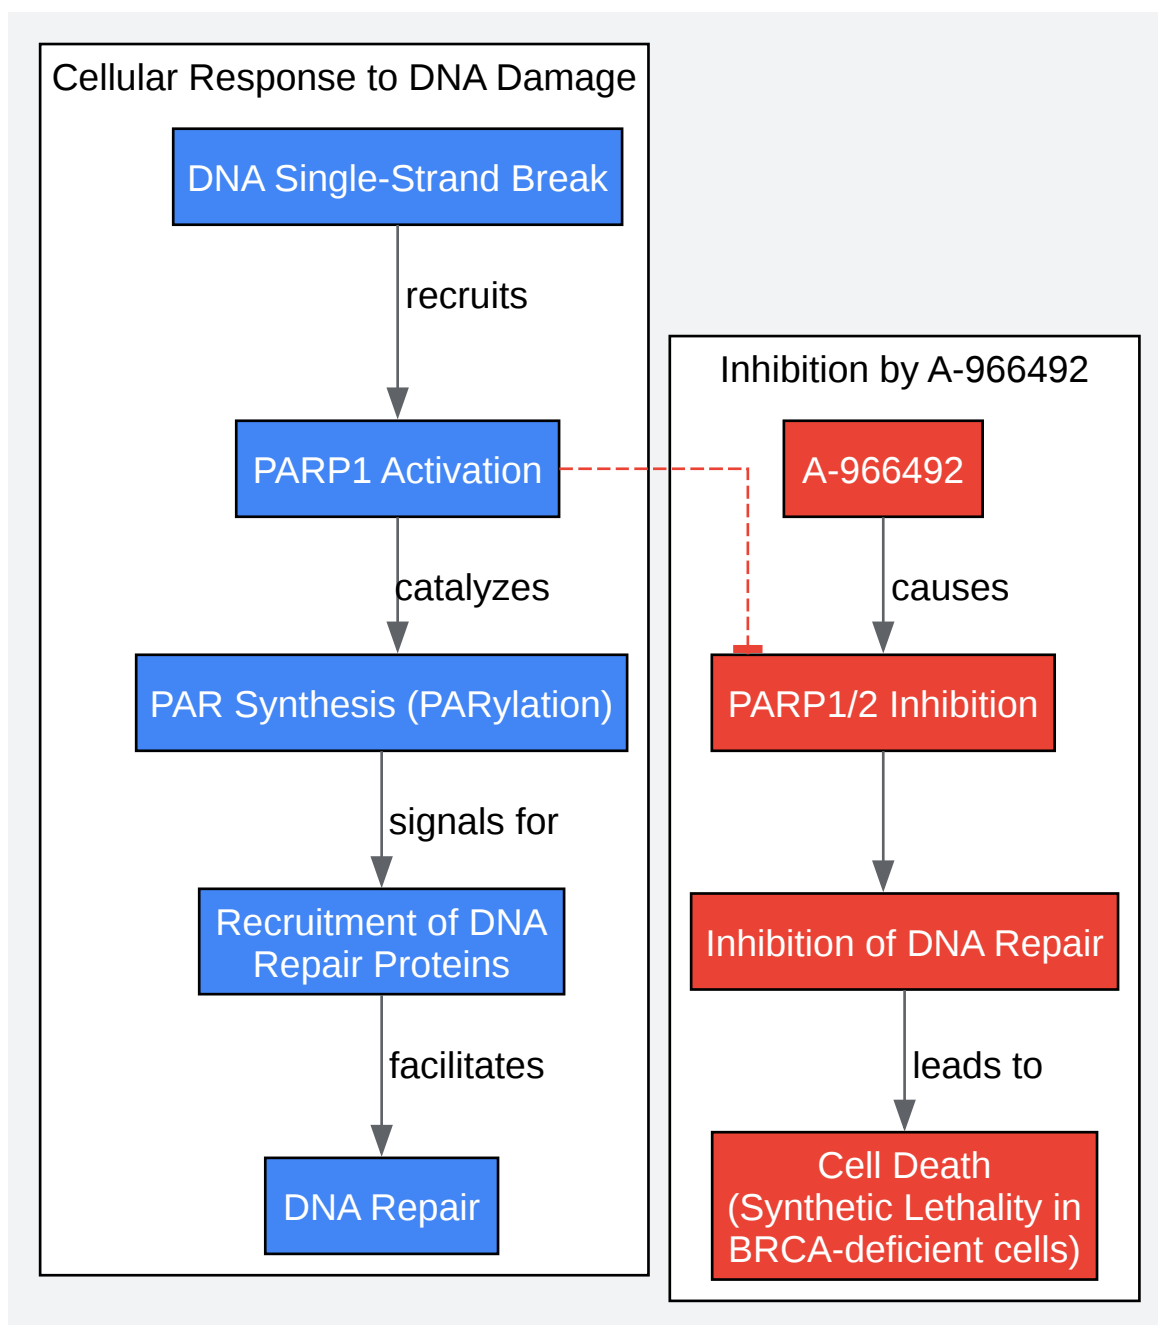 Cellular Response to DNA Damage
DNA Single-Strand Break
recruits
PARP1 Activation
catalyzes
PAR Synthesis (PARylation)
signals for
Recruitment of DNA
Repair Proteins
facilitates
DNA Repair
Inhibition by A-966492
A-966492
causes
PARP1/2 Inhibition
Inhibition of DNA Repair
leads to
Cell Death
(Synthetic Lethality in
BRCA-deficient cells)